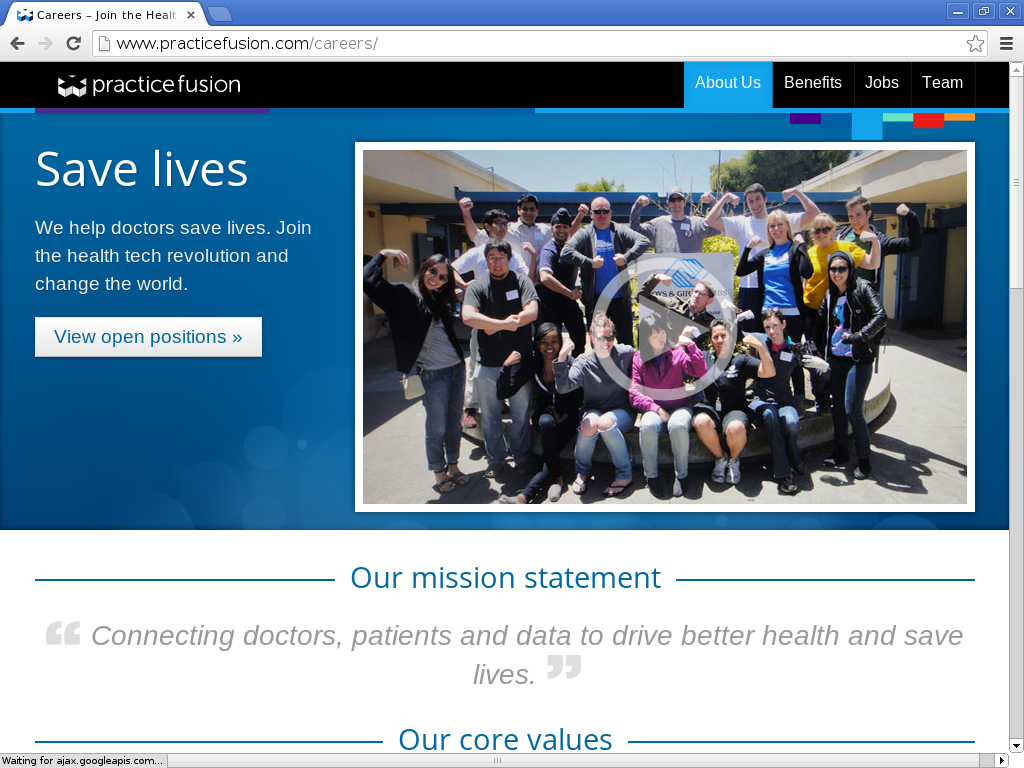 Careers – Join the Healt
www.practicefusion.com/careers/
practice fusion
About Us
Benefits
Jobs
Team
Save lives
We help doctors save lives. Join
the health tech revolution and
change the world.
View open positions »
Our mission statement
“ Connecting doctors, patients and data to drive better health and save
lives. ”
Our core values
Waiting for ajax.googleapis.com...